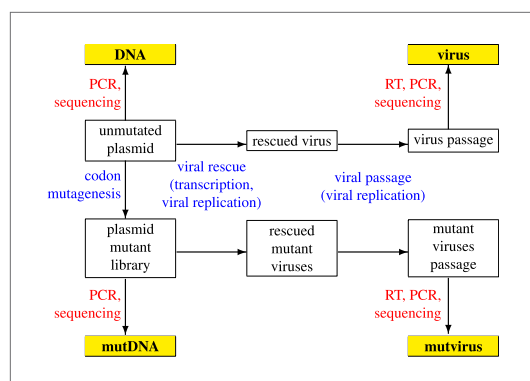 DNA
virus
PCR,
sequencing
RT, PCR,
sequencing
unmutated
plasmid
rescued virus
virus passage
codon
mutagenesis
viral rescue
(transcription,
viral replication)
viral passage
(viral replication)
plasmid
mutant
library
rescued
mutant
viruses
mutant
viruses
passage
PCR,
sequencing
RT, PCR,
sequencing
mutDNA
mutvirus